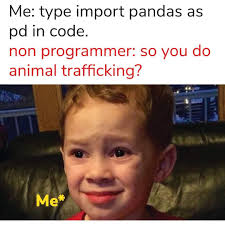 Me: type import pandas as
pd in code.
non programmer: so you do
animal trafficking?
Me*